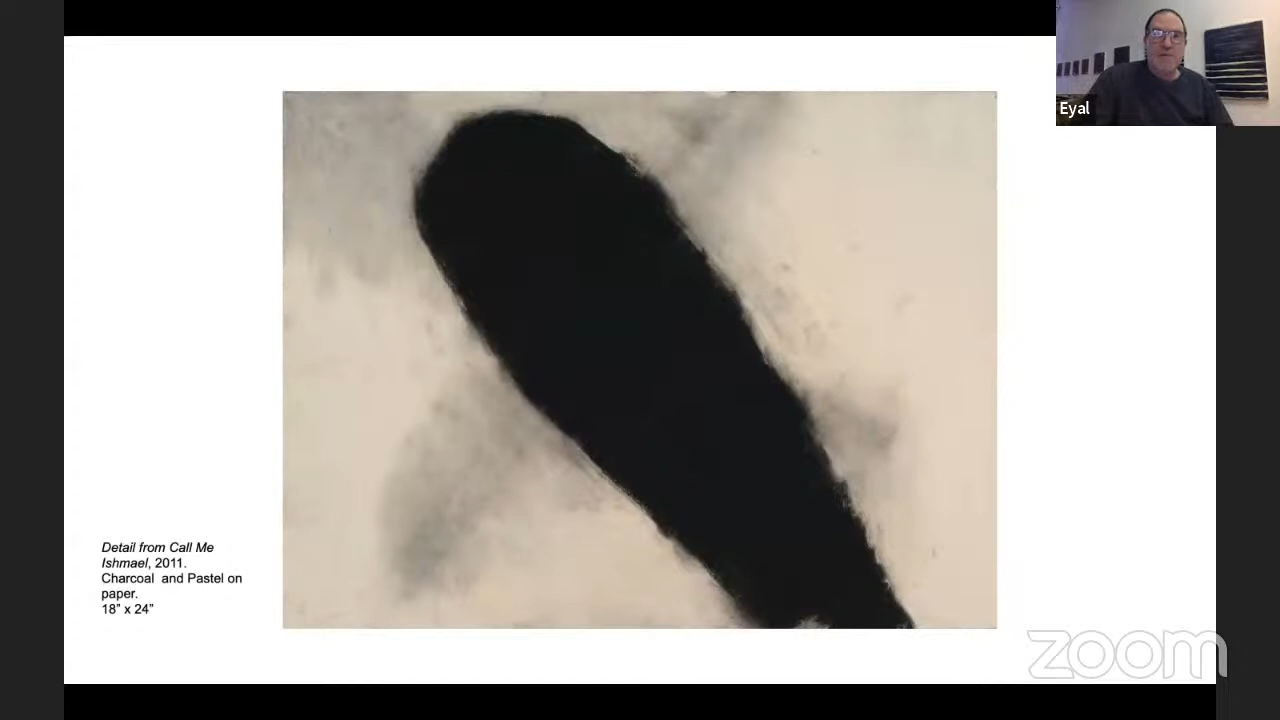 Eyal
Detail from Call Me
Ishmael, 2011.
Charcoal and Pastel on
paper.
18” x 24”
zoom